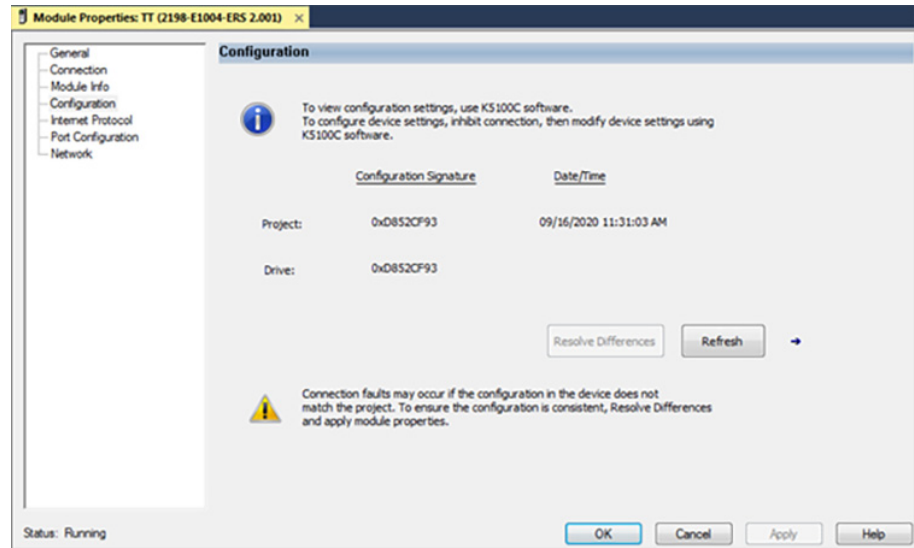 Module Properties: TT (2198-E1004-ERS 2.001) ×
General
Connection
Module Info
Configuration
Internet Protocol
Port Configuration
Network
Configuration
To view configuration settings, use K5100C software.
To configure device settings, inhibit connection, then modify device settings using
K5100C software.
Configuration Signature Date/Time
Project: 0xD852CF93 09/16/2020 11:31:03 AM
Drive: 0xD852CF93
Resolve Differences Refresh
Connection faults may occur if the configuration in the device does not
match the project. To ensure the configuration is consistent, Resolve Differences
and apply module properties.
Status: Running OK Cancel Apply Help